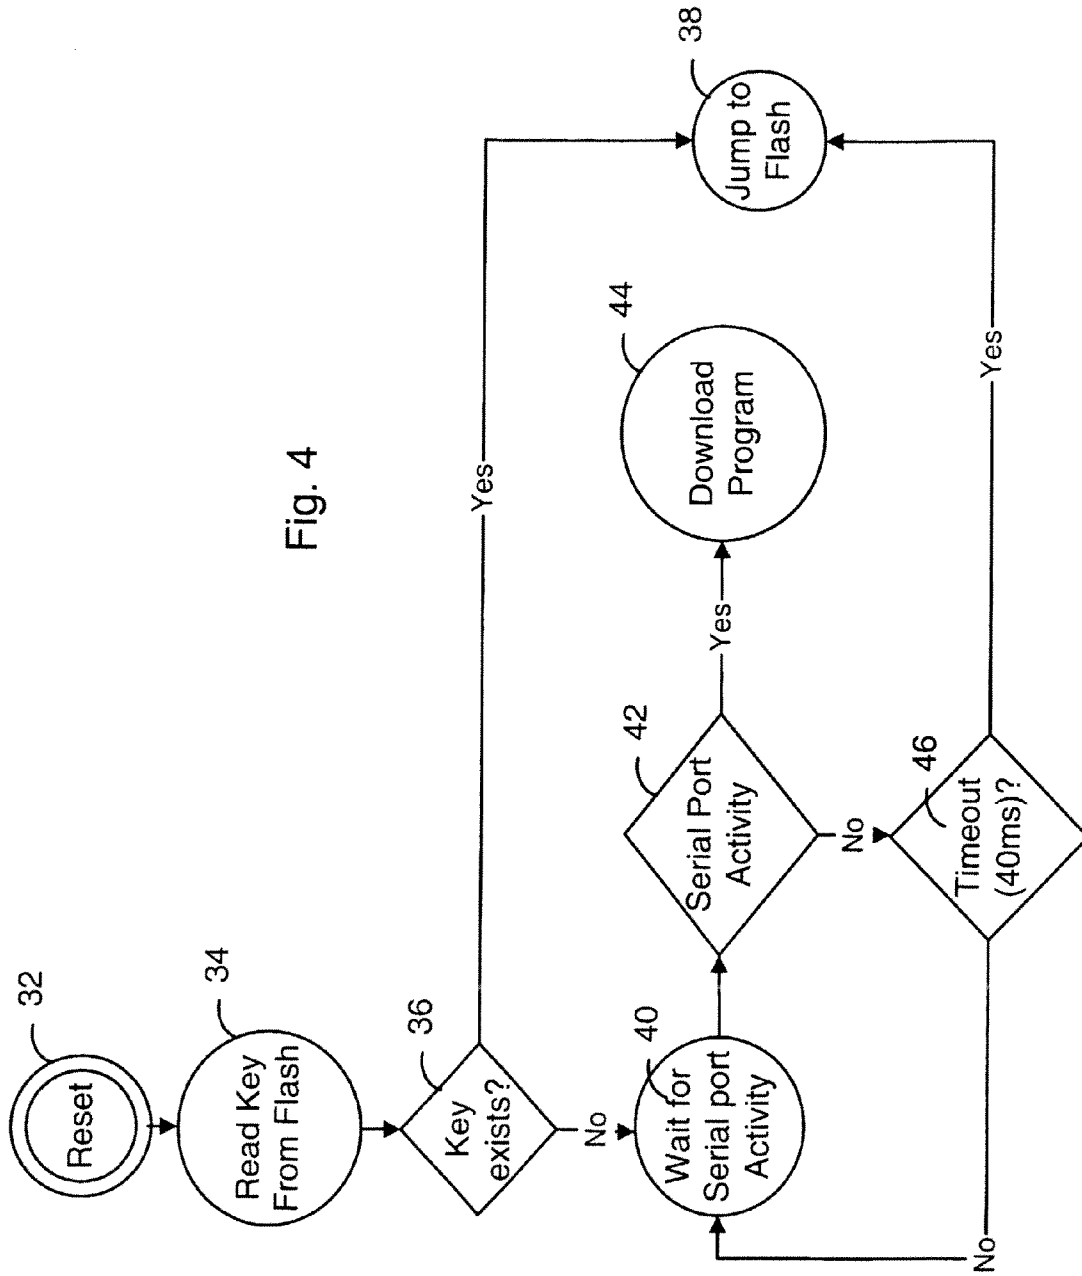 Fig. 4
32
Reset
34
Read Key
From Flash
36
Key
exists?
Yes
No
40
Wait for
Serial port
Activity
42
Serial Port
Activity
Yes
44
Download
Program
38
Jump to
Flash
No
46
Timeout
(40ms)?
Yes
No